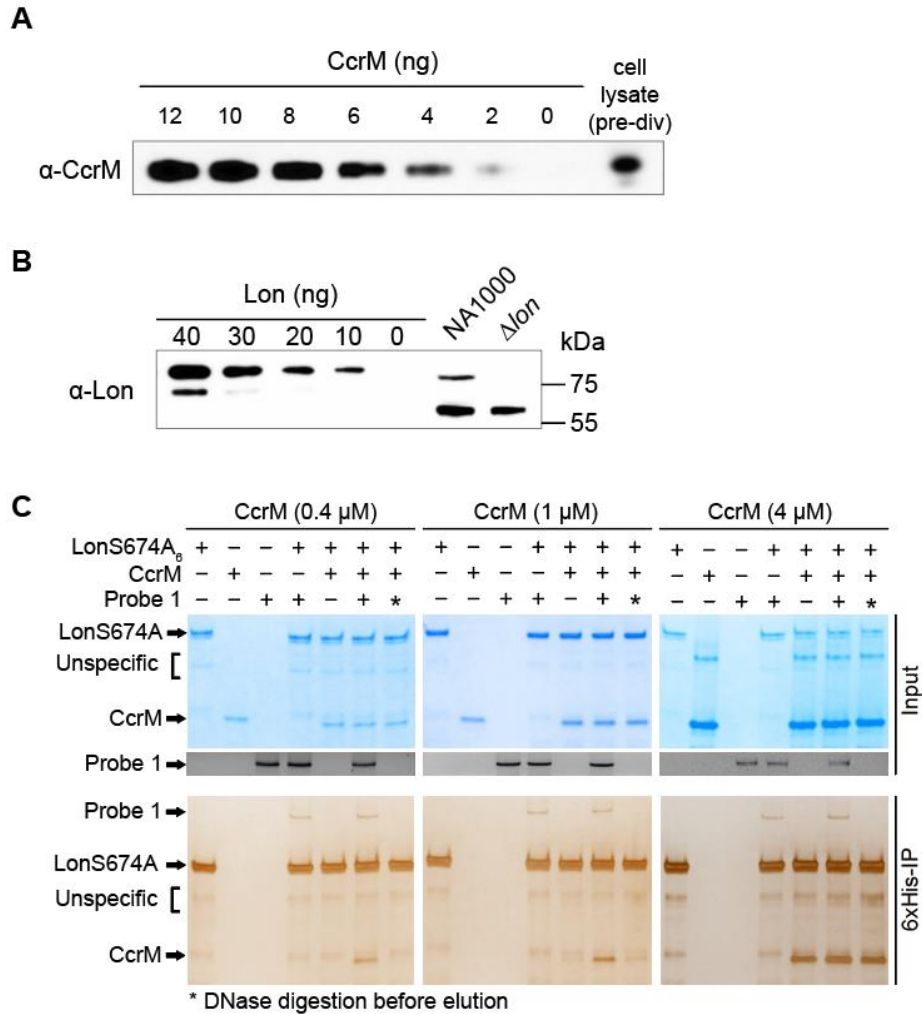 A
CcrM (ng)
12 10 8 6 4 2 0
cell
lysate
(pre-div)
α-CcrM
B
Lon (ng)
40 30 20 10 0
NA1000
Δlon
kDa
α-Lon
75
55
C
CcrM (0.4 µM) CcrM (1 µM) CcrM (4 µM)
LonS674A₆ + − − + + + + + − − + + + + + − − + + + +
CcrM − + − − + + + − + − − + + + − + − − + + +
Probe 1 − − + + − + * − − + + − + * − − + + − + *
LonS674A
Unspecific
CcrM
Probe 1
Input
Probe 1
LonS674A
Unspecific
CcrM
6xHis-IP
* DNase digestion before elution